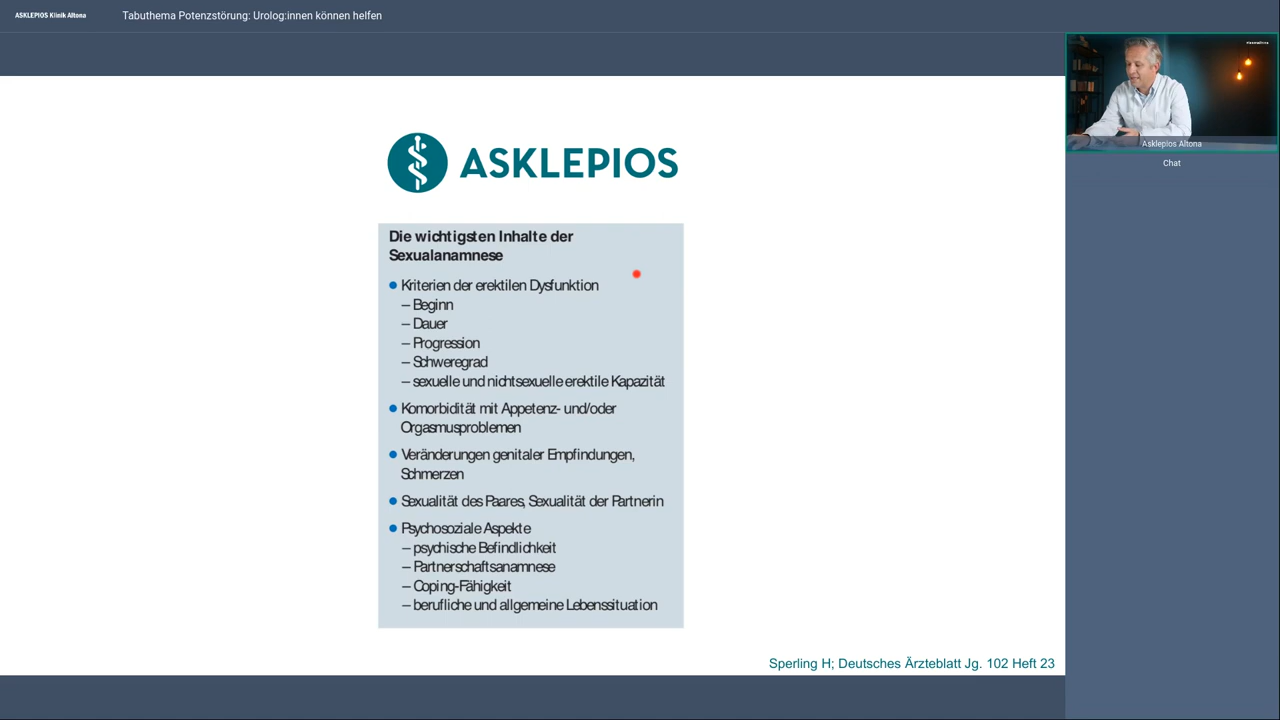 ASKLEPIOS Klinik Altona
Tabuthema Potenzstörung: Urolog:innen können helfen
ASKLEPIOS
Die wichtigsten Inhalte der
Sexualanamnese
● Kriterien der erektilen Dysfunktion
– Beginn
– Dauer
– Progression
– Schweregrad
– sexuelle und nichtsexuelle erektile Kapazität
● Komorbidität mit Appetenz- und/oder
Orgasmusproblemen
● Veränderungen genitaler Empfindungen,
Schmerzen
● Sexualität des Paares, Sexualität der Partnerin
● Psychosoziale Aspekte
– psychische Befindlichkeit
– Partnerschaftsanamnese
– Coping-Fähigkeit
– berufliche und allgemeine Lebenssituation
Sperling H; Deutsches Ärzteblatt Jg. 102 Heft 23
Asklepios Altona
Chat